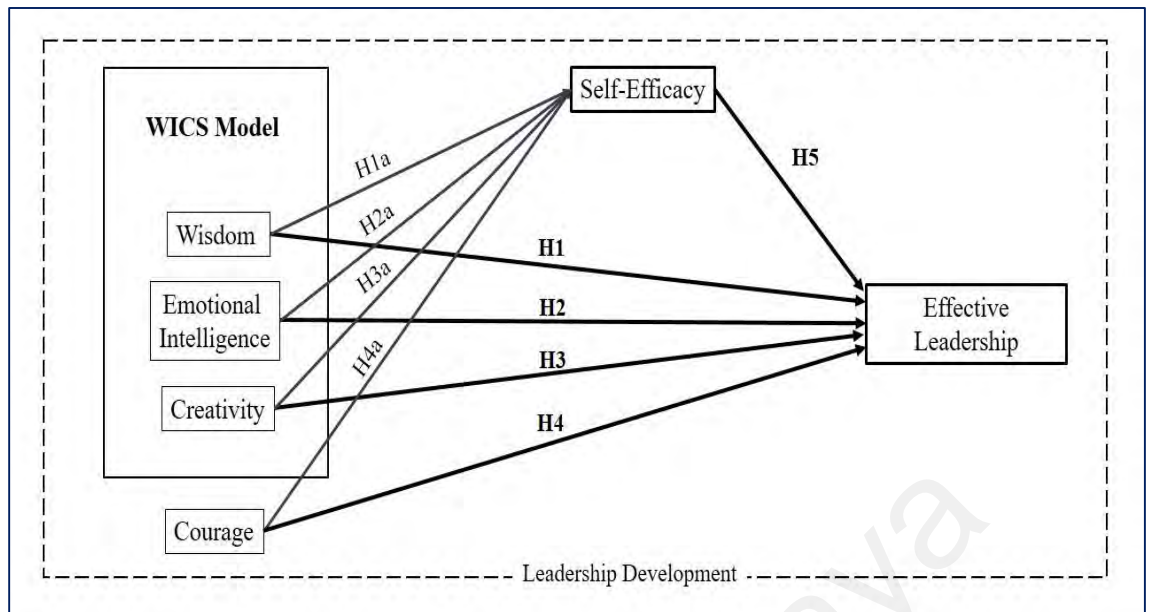 Self-Efficacy
WICS Model
H1a
H5
H2a
Wisdom
H1
H3a
Emotional
Intelligence
H2
Effective
Leadership
H4a
H3
Creativity
H4
Courage
Leadership Development